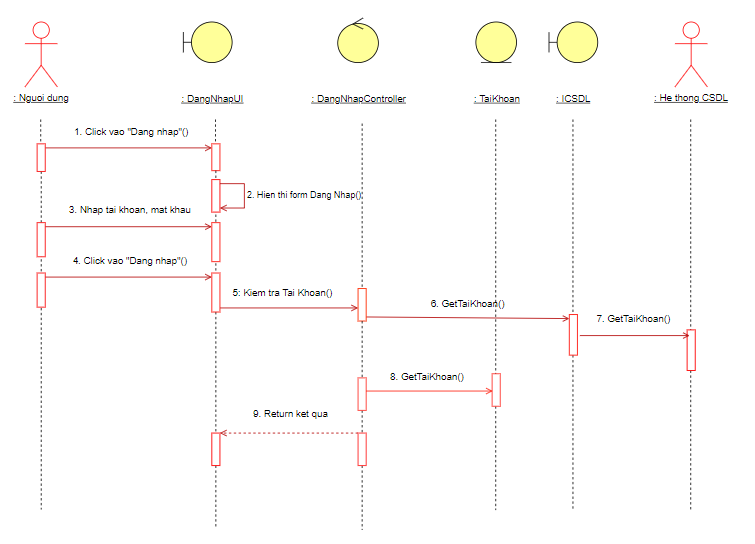 : Nguoi dung
: DangNhapUI
: DangNhapController
: TaiKhoan
: ICSDL
: He thong CSDL
1. Click vao "Dang nhap"()
2. Hien thi form Dang Nhap()
3. Nhap tai khoan, mat khau
4. Click vao "Dang nhap"()
5: Kiem tra Tai Khoan()
6. GetTaiKhoan()
7. GetTaiKhoan()
8. GetTaiKhoan()
9. Return ket qua